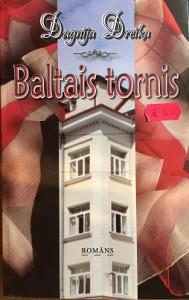 Dagnija Dreika
Baltais tornis
ROMĀNS